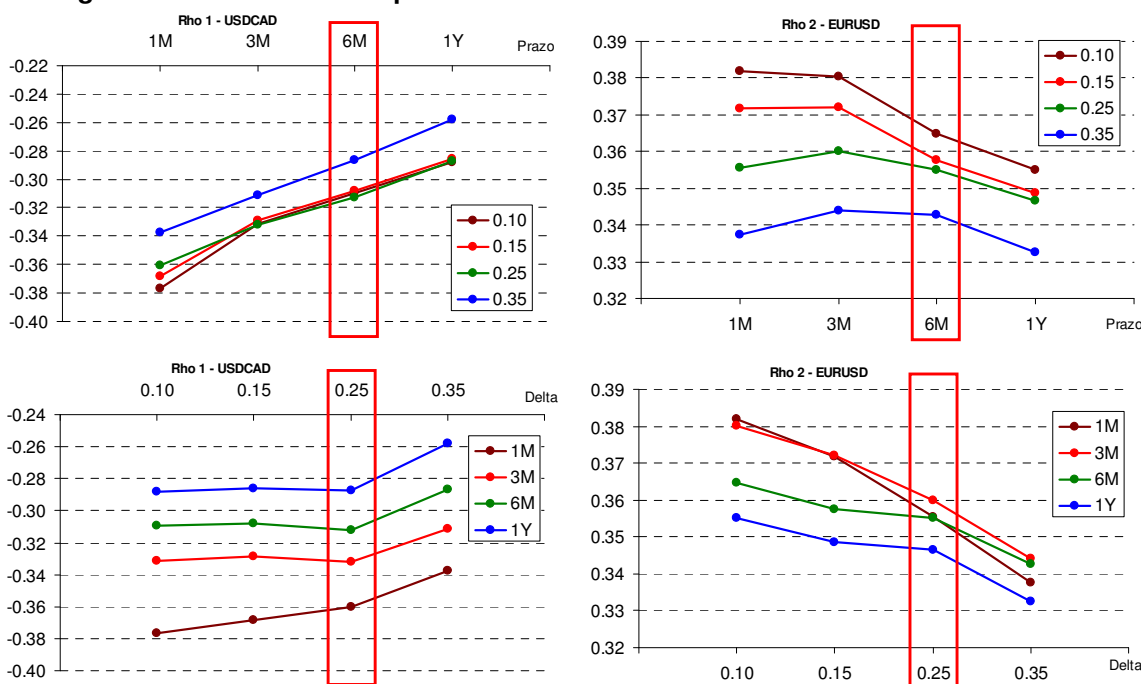 Rho 1 - USDCAD
1M 3M 6M 1Y Prazo
-0.22
-0.24
-0.26
-0.28
-0.30
-0.32
-0.34
-0.36
-0.38
-0.40
0.10
0.15
0.25
0.35
Rho 2 - EURUSD
0.39
0.38
0.37
0.36
0.35
0.34
0.33
0.32
0.10
0.15
0.25
0.35
1M 3M 6M 1Y Prazo
Rho 1 - USDCAD
0.10 0.15 0.25 0.35 Delta
-0.24
-0.26
-0.28
-0.30
-0.32
-0.34
-0.36
-0.38
-0.40
1M
3M
6M
1Y
Rho 2 - EURUSD
0.39
0.38
0.37
0.36
0.35
0.34
0.33
0.32
1M
3M
6M
1Y
0.10 0.15 0.25 0.35 Delta